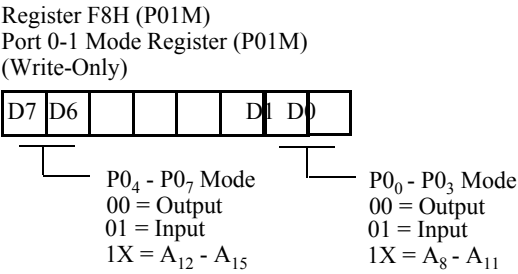 Register F8H (P01M)
Port 0-1 Mode Register (P01M)
(Write-Only)
D7 D6 D1 D0
P0₄ - P0₇ Mode
00 = Output
01 = Input
1X = A₁₂ - A₁₅
P0₀ - P0₃ Mode
00 = Output
01 = Input
1X = A₈ - A₁₁